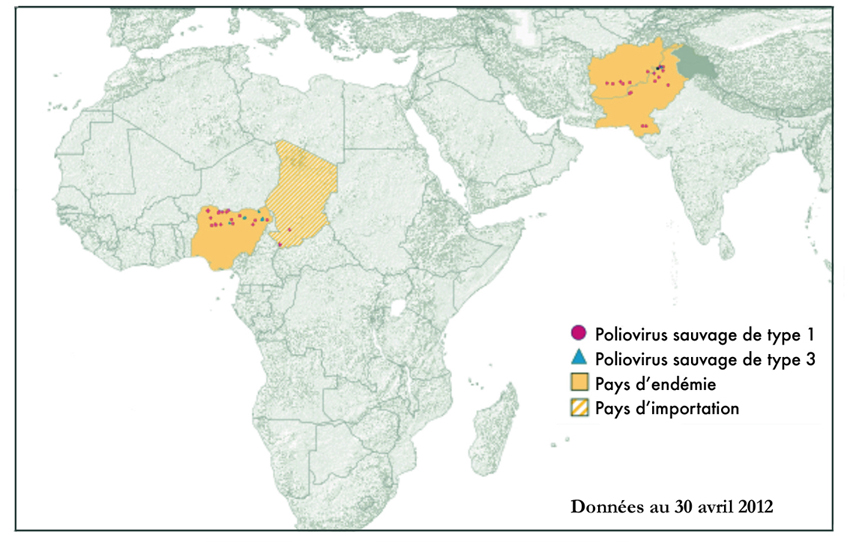 Poliovirus sauvage de type 1
Poliovirus sauvage de type 3
Pays d’endémie
Pays d’importation
Données au 30 avril 2012